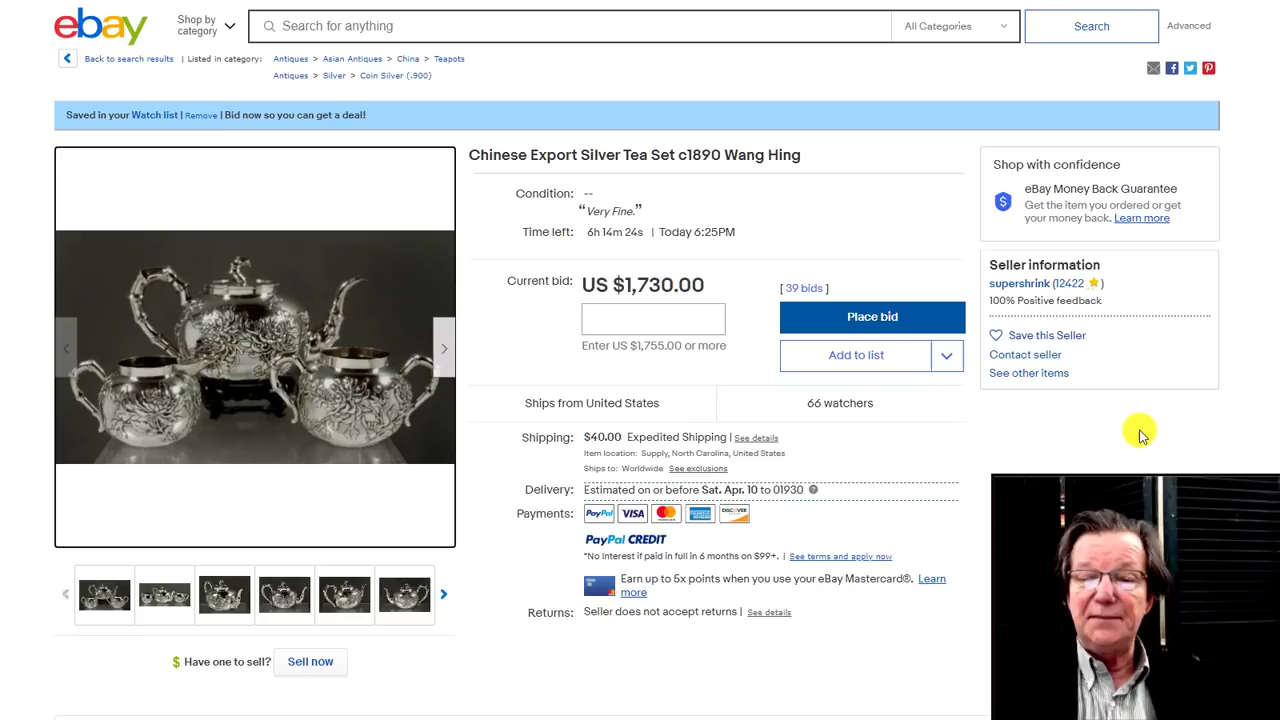 ebay
Shop by
category
Search for anything
All Categories
Search
Advanced
Back to search results | Listed in category:
Antiques > Asian Antiques > China > Teapots
Antiques > Silver > Coin Silver (.900)
Saved in your Watch list | Remove | Bid now so you can get a deal!
Chinese Export Silver Tea Set c1890 Wang Hing
Condition: --
“Very Fine.”
Time left: 6h 14m 24s | Today 6:25PM
Current bid: US $1,730.00 [ 39 bids ]
Place bid
Enter US $1,755.00 or more
Add to list
Ships from United States
66 watchers
Shipping: $40.00 Expedited Shipping | See details
Item location: Supply, North Carolina, United States
Ships to: Worldwide See exclusions
Delivery: Estimated on or before Sat. Apr. 10 to 01930
Payments: PayPal VISA MasterCard AMERICAN EXPRESS DISCOVER
PayPal CREDIT
*No Interest if paid in full in 6 months on $99+. | See terms and apply now
Earn up to 5x points when you use your eBay Mastercard®. Learn
more
Returns: Seller does not accept returns | See details
$ Have one to sell? Sell now
Shop with confidence
eBay Money Back Guarantee
Get the item you ordered or get
your money back. Learn more
Seller information
supershrink (12422 )
100% Positive feedback
Save this Seller
Contact seller
See other items